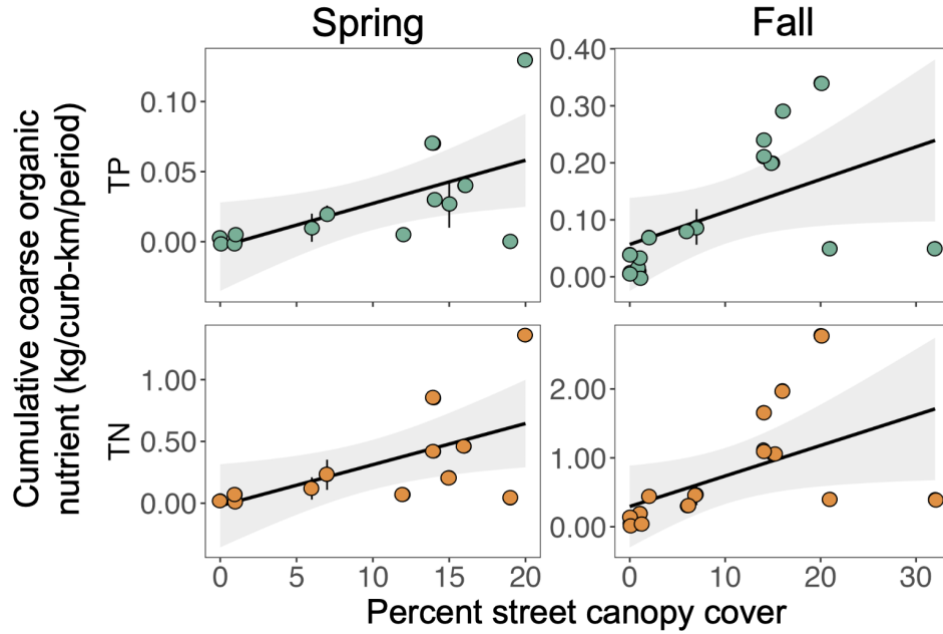 Spring
Fall
Cumulative coarse organic
nutrient (kg/curb-km/period)
TP
0.10
0.05
0.00
0.40
0.30
0.20
0.10
0.00
TN
1.00
0.50
0.00
2.00
1.00
0.00
0 5 10 15 20
0 10 20 30
Percent street canopy cover